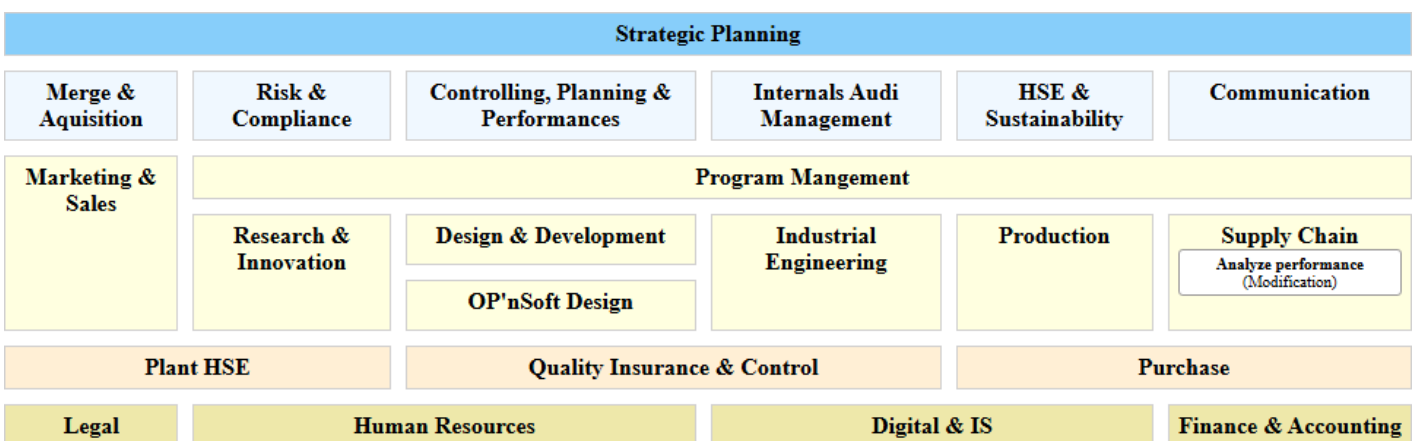 Strategic Planning
Merge &
Aquisition
Risk &
Compliance
Controlling, Planning &
Performances
Internals Audi
Management
HSE &
Sustainability
Communication
Marketing &
Sales
Program Mangement
Research &
Innovation
Design & Development
OP'nSoft Design
Industrial
Engineering
Production
Supply Chain
Analyze performance
(Modification)
Plant HSE
Quality Insurance & Control
Purchase
Legal
Human Resources
Digital & IS
Finance & Accounting